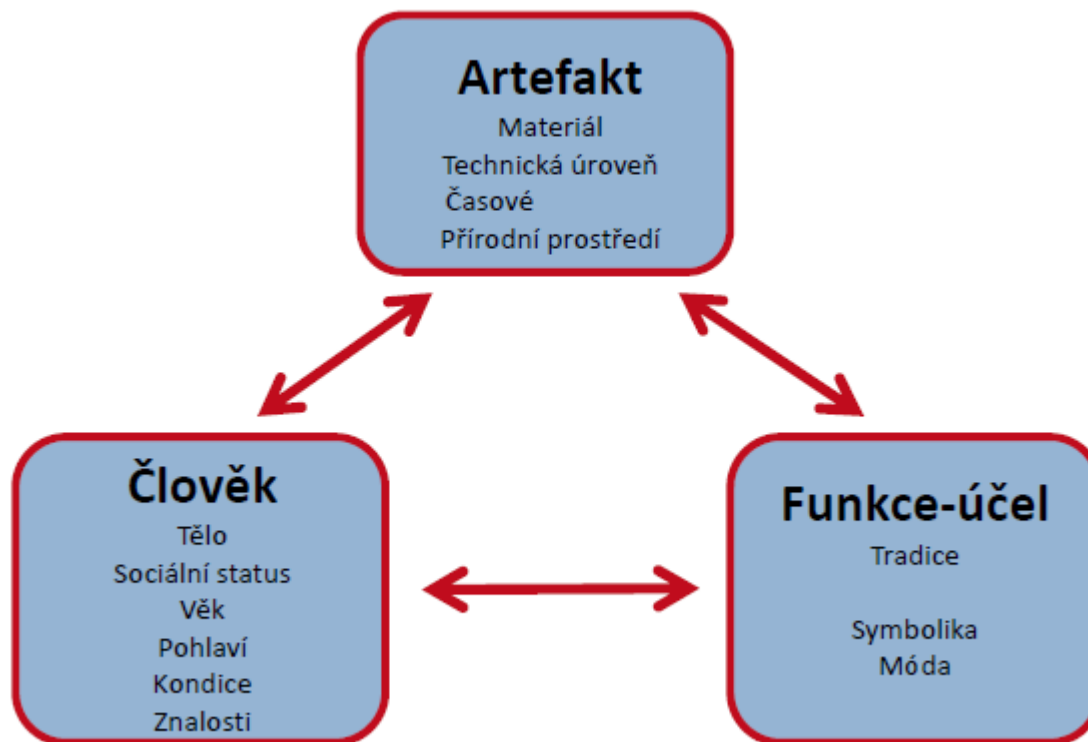 Artefakt
Materiál
Technická úroveň
Časové
Přírodní prostředí
Člověk
Tělo
Sociální status
Věk
Pohlaví
Kondice
Znalosti
Funkce-účel
Tradice
Symbolika
Móda